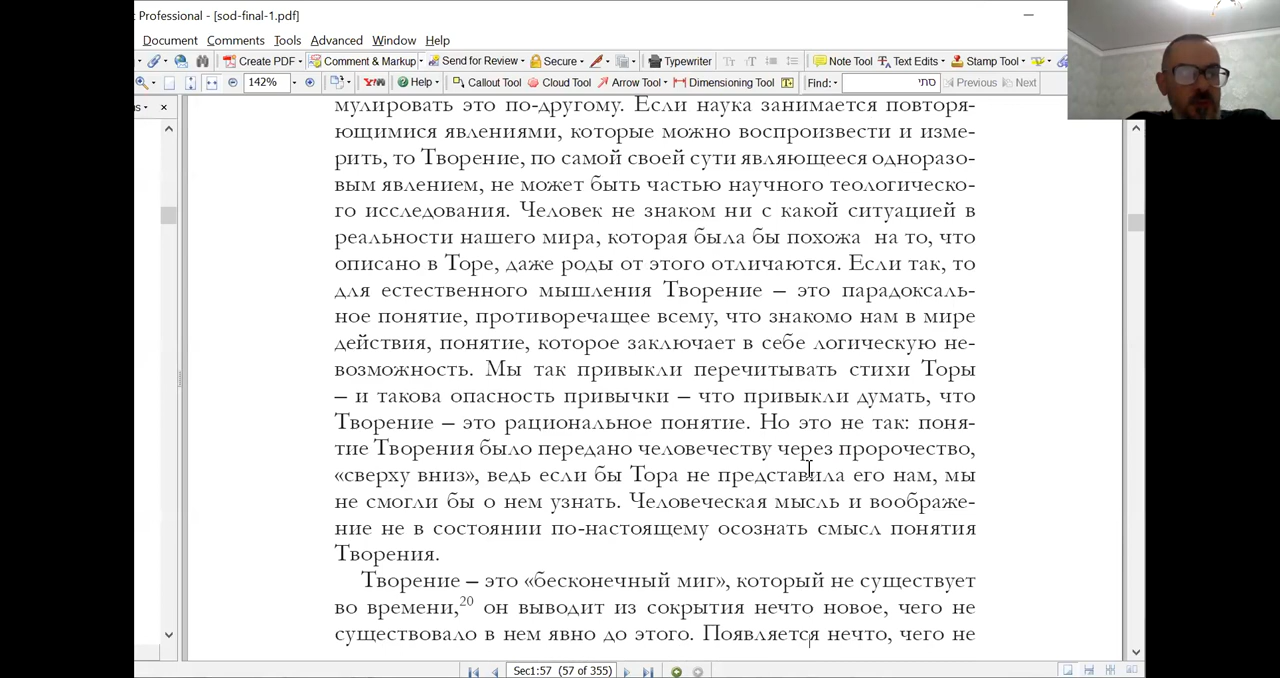 Professional - [sod-final-1.pdf]
Document Comments Tools Advanced Window Help
Create PDF Comment & Markup Send for Review Secure Typewriter Note Tool Text Edits Stamp Tool
142% Help Callout Tool Cloud Tool Arrow Tool Dimensioning Tool Find: סתי Previous Next
мулировать это по-другому. Если наука занимается повторя-
ющимися явлениями, которые можно воспроизвести и изме-
рить, то Творение, по самой своей сути являющееся одноразо-
вым явлением, не может быть частью научного теологическо-
го исследования. Человек не знаком ни с какой ситуацией в
реальности нашего мира, которая была бы похожа на то, что
описано в Торе, даже роды от этого отличаются. Если так, то
для естественного мышления Творение – это парадоксаль-
ное понятие, противоречащее всему, что знакомо нам в мире
действия, понятие, которое заключает в себе логическую не-
возможность. Мы так привыкли перечитывать стихи Торы
– и такова опасность привычки – что привыкли думать, что
Творение – это рациональное понятие. Но это не так: поня-
тие Творения было передано человечеству через пророчество,
«сверху вниз», ведь если бы Тора не представила его нам, мы
не смогли бы о нем узнать. Человеческая мысль и воображе-
ние не в состоянии по-настоящему осознать смысл понятия
Творения.
Творение – это «бесконечный миг», который не существует
во времени,20 он выводит из сокрытия нечто новое, чего не
существовало в нем явно до этого. Появляется нечто, чего не
Sec1:57 (57 of 355)